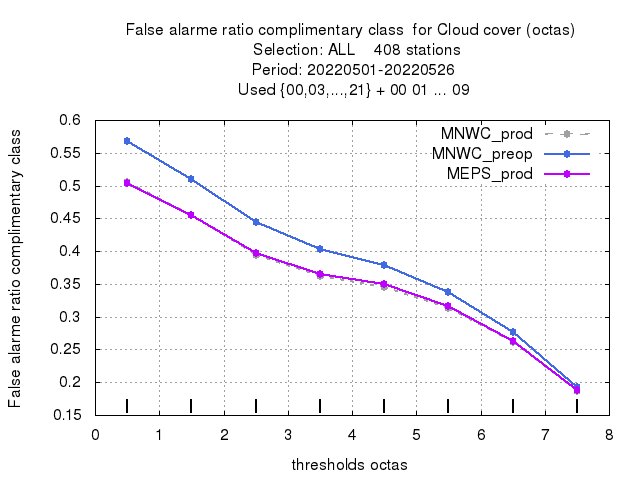 False alarme ratio complimentary class  for Cloud cover (octas)
Selection: ALL    408 stations
Period: 20220501-20220526
Used {00,03,...,21} + 00 01 ... 09
MNWC_prod
MNWC_preop
MEPS_prod
False alarme ratio complimentary class
0.6
0.55
0.5
0.45
0.4
0.35
0.3
0.25
0.2
0.15
0 1 2 3 4 5 6 7 8
thresholds octas